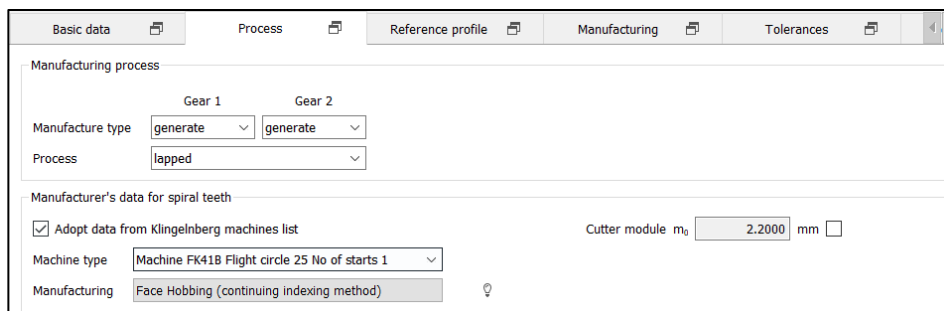 Basic data Process Reference profile Manufacturing Tolerances
Manufacturing process
Gear 1 Gear 2
Manufacture type generate generate
Process lapped
Manufacturer's data for spiral teeth
Adopt data from Klingelnberg machines list Cutter module m₀ 2.2000 mm
Machine type Machine FK41B Flight circle 25 No of starts 1
Manufacturing Face Hobbing (continuing indexing method)